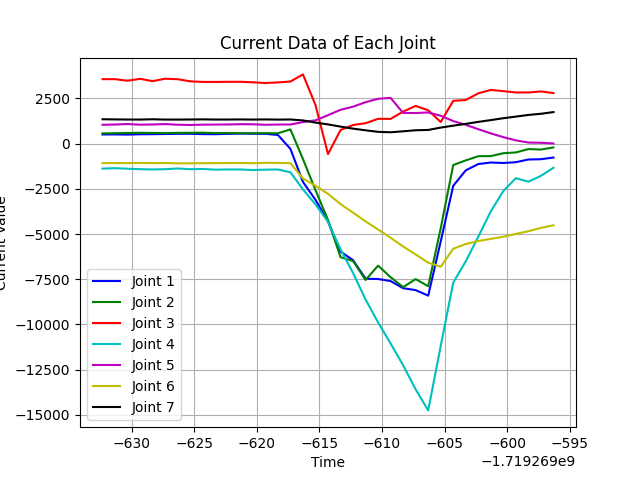 Current Data of Each Joint
2500
0
−2500
−5000
−7500
−10000
−12500
−15000
Current Value
Joint 1
Joint 2
Joint 3
Joint 4
Joint 5
Joint 6
Joint 7
−630 −625 −620 −615 −610 −605 −600 −595
Time
−1.719269e9